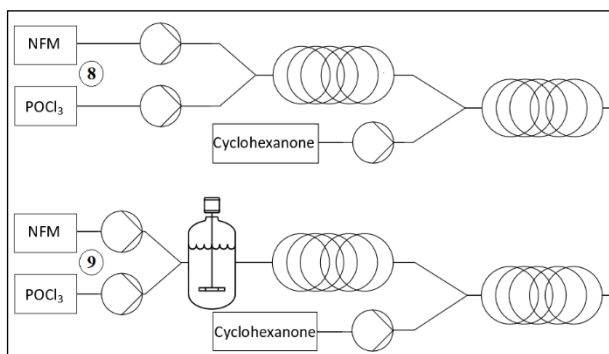 NFM
8
POCl₃
Cyclohexanone
NFM
9
POCl₃
Cyclohexanone